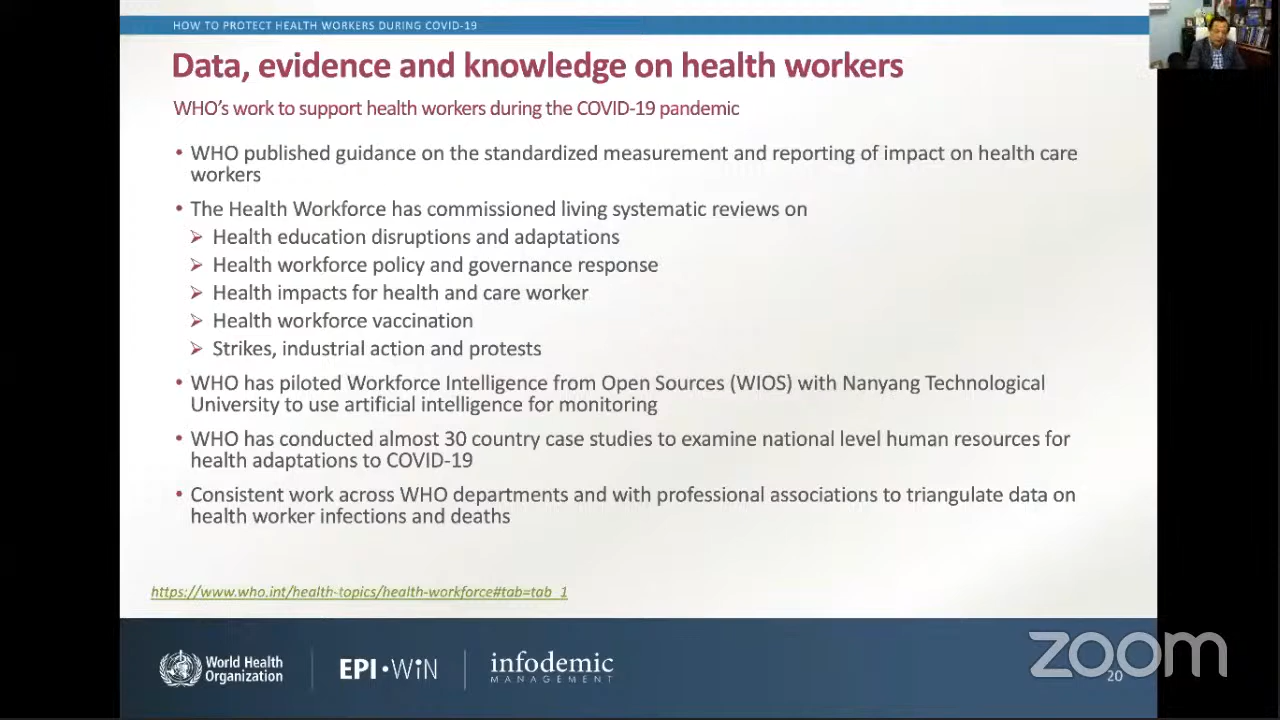 HOW TO PROTECT HEALTH WORKERS DURING COVID-19
Data, evidence and knowledge on health workers
WHO's work to support health workers during the COVID-19 pandemic
• WHO published guidance on the standardized measurement and reporting of impact on health care
workers
• The Health Workforce has commissioned living systematic reviews on
➢ Health education disruptions and adaptations
➢ Health workforce policy and governance response
➢ Health impacts for health and care worker
➢ Health workforce vaccination
➢ Strikes, industrial action and protests
• WHO has piloted Workforce Intelligence from Open Sources (WIOS) with Nanyang Technological
University to use artificial intelligence for monitoring
• WHO has conducted almost 30 country case studies to examine national level human resources for
health adaptations to COVID-19
• Consistent work across WHO departments and with professional associations to triangulate data on
health worker infections and deaths
https://www.who.int/health-topics/health-workforce#tab=tab_1
World Health
Organization
EPI•WiN
infodemic
MANAGEMENT
zoom
20